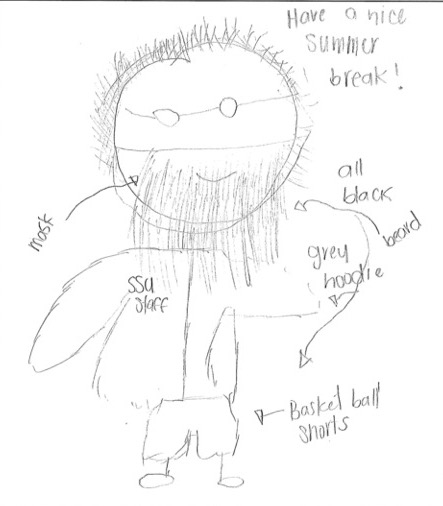 Have a nice
summer
break!
all
black
mask
beard
grey
hoodie
SSU
staff
Basket ball
shorts